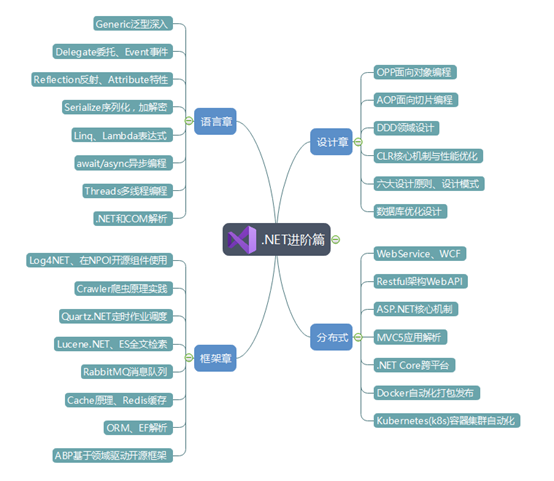 .NET进阶篇
语言章
Generic泛型深入
Delegate委托、Event事件
Reflection反射、Attribute特性
Serialize序列化，加解密
Linq、Lambda表达式
await/async异步编程
Threads多线程编程
.NET和COM解析
框架章
Log4NET、在NPOI开源组件使用
Crawler爬虫原理实践
Quartz.NET定时作业调度
Lucene.NET、ES全文检素
RabbitMQ消息队列
Cache原理、Redis缓存
ORM、EF解析
ABP基于领域驱动开源框架
设计章
OPP面向对象编程
AOP面向切片编程
DDD领域设计
CLR核心机制与性能优化
六大设计原则、设计模式
数据库优化设计
分布式
WebService、WCF
Restful架构WebAPI
ASP.NET核心机制
MVC5应用解析
.NET Core跨平台
Docker自动化打包发布
Kubernetes(k8s)容器集群自动化